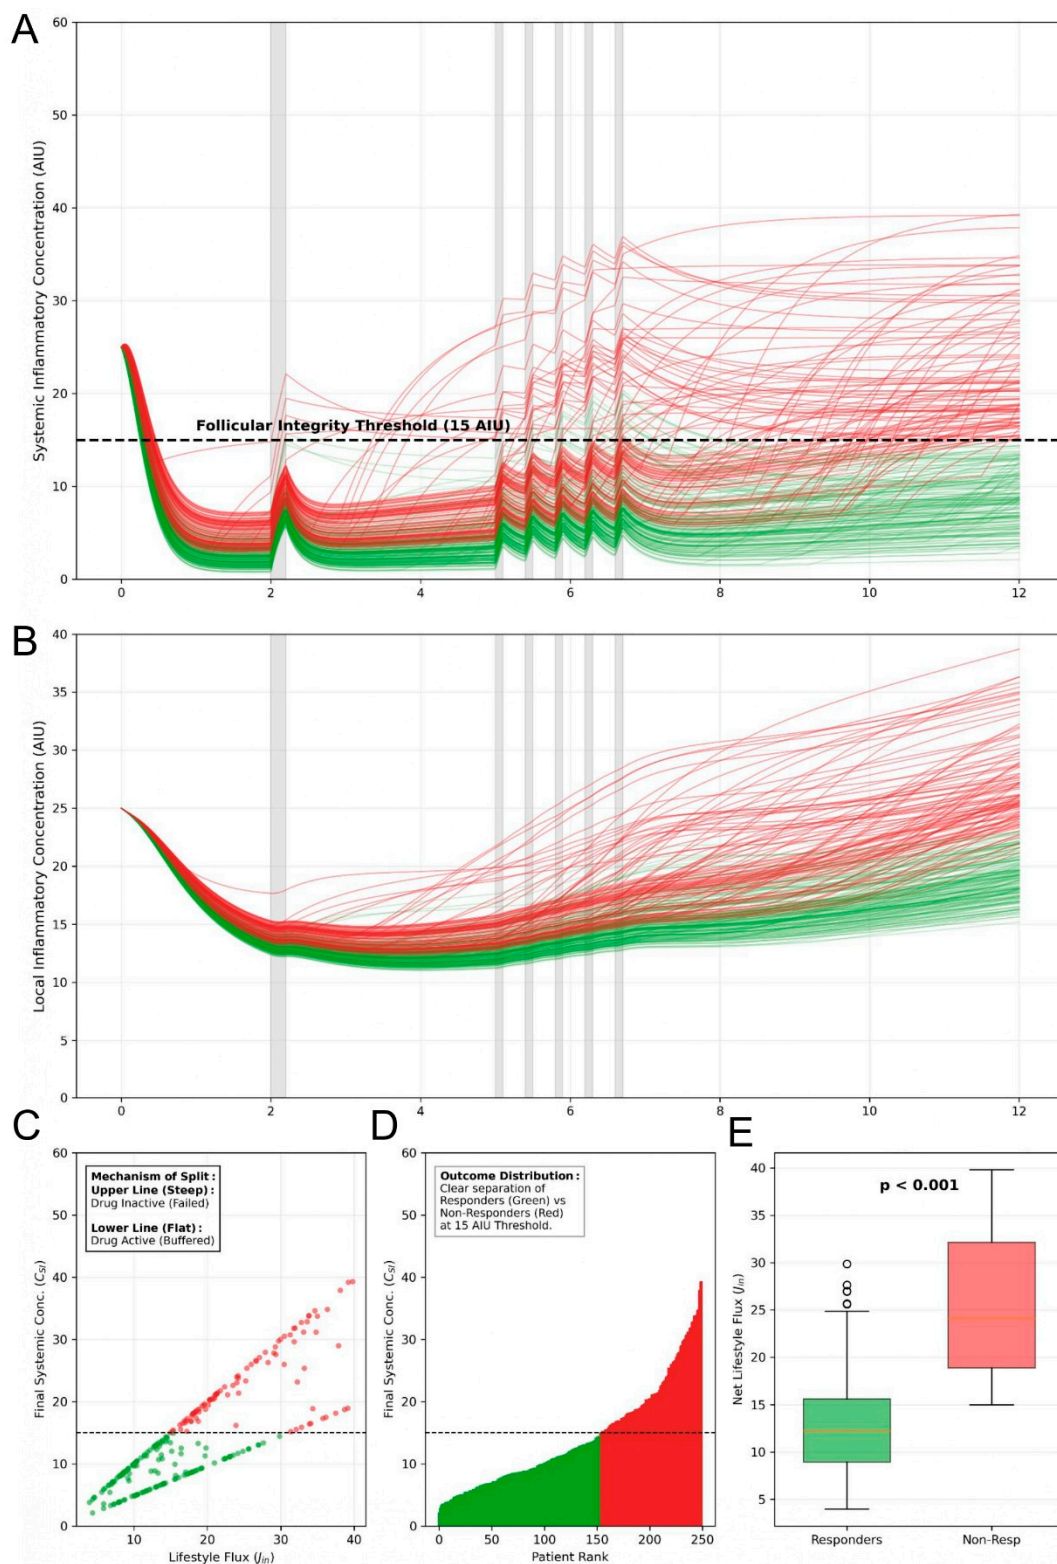 A
60
50
40
30
20
10
0
Systemic Inflammatory Concentration (AIU)
Follicular Integrity Threshold (15 AIU)
0 2 4 6 8 10 12
B
40
35
30
25
20
15
10
5
0
Local Inflammatory Concentration (AIU)
0 2 4 6 8 10 12
C
60
50
40
30
20
10
0
Final Systemic Conc. (C_SI)
Mechanism of Split:
Upper Line (Steep):
Drug Inactive (Failed)
Lower Line (Flat):
Drug Active (Buffered)
10 20 30 40
Lifestyle Flux (J_in)
D
60
50
40
30
20
10
0
Final Systemic Conc. (C_SI)
Outcome Distribution:
Clear separation of
Responders (Green) vs
Non-Responders (Red)
at 15 AIU Threshold.
0 50 100 150 200 250
Patient Rank
E
40
35
30
25
20
15
10
5
Net Lifestyle Flux (J_in)
p < 0.001
Responders Non-Resp